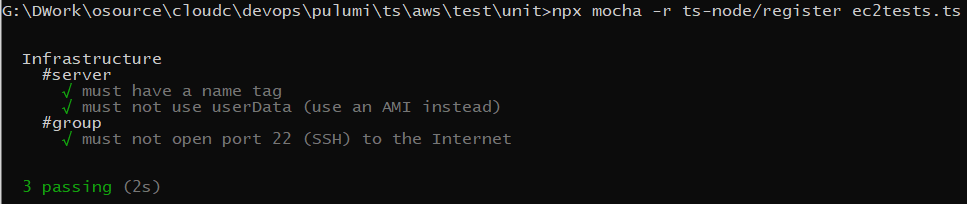 G:\DWork\osource\cloudc\devops\pulumi\ts\aws\test\unit>npx mocha -r ts-node/register ec2tests.ts
Infrastructure
#server
√ must have a name tag
√ must not use userData (use an AMI instead)
#group
√ must not open port 22 (SSH) to the Internet
3 passing (2s)